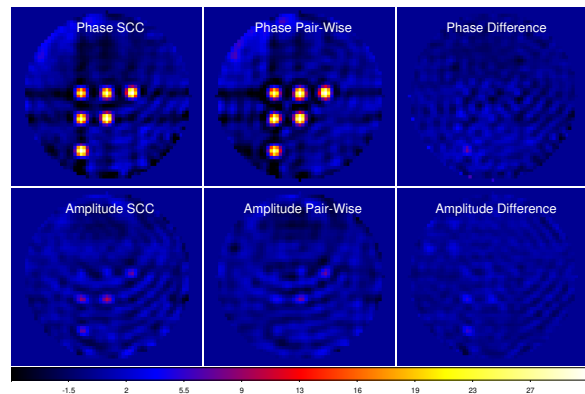 Phase SCC Phase Pair-Wise Phase Difference
Amplitude SCC Amplitude Pair-Wise Amplitude Difference
-1.5 2 5.5 9 13 16 19 23 27